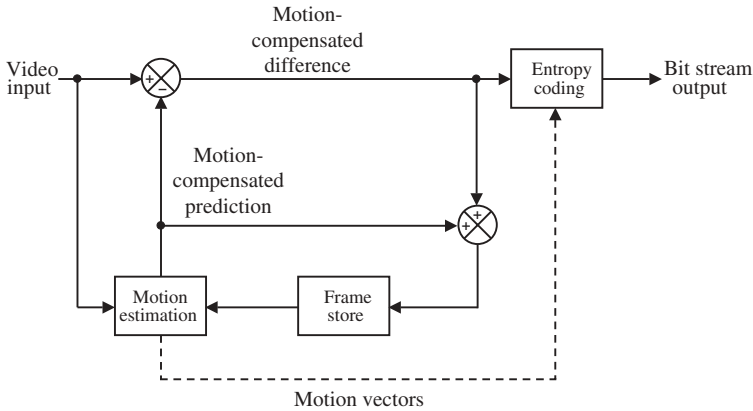 Motion-
compensated
difference
Video
input
+
−
Entropy
coding
Bit stream
output
Motion-
compensated
prediction
+
+
Motion
estimation
Frame
store
Motion vectors